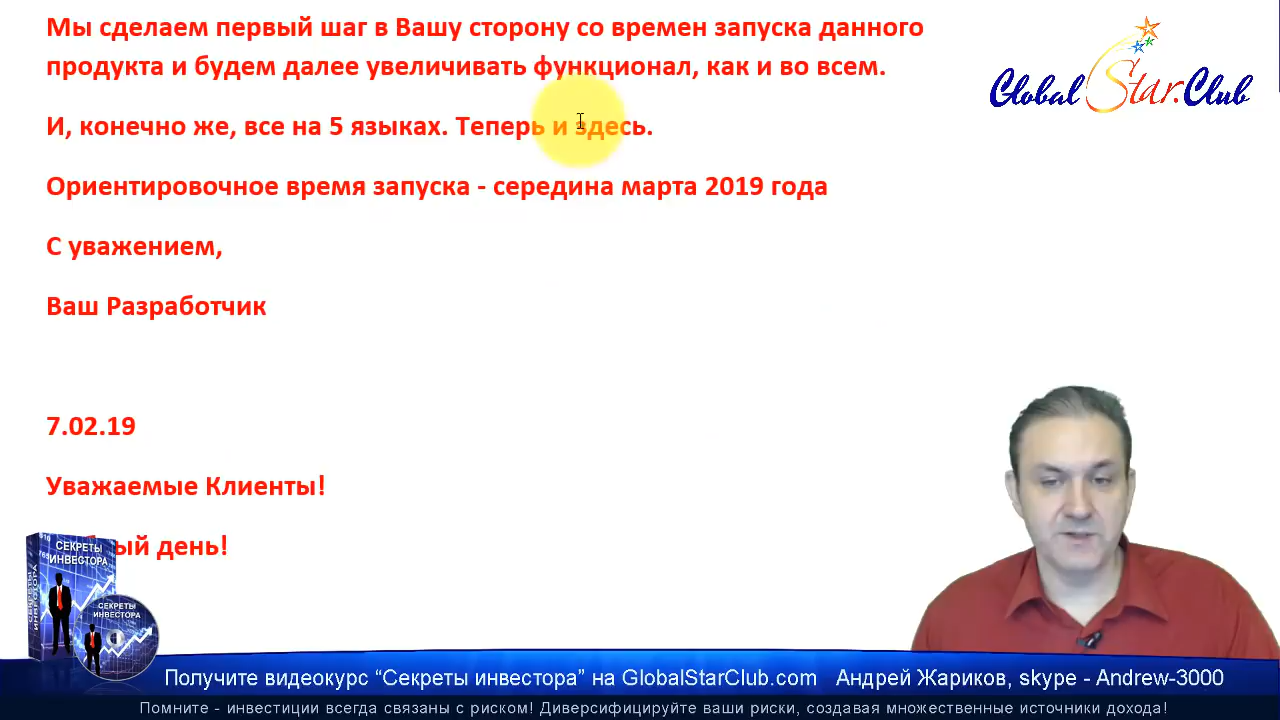 Мы сделаем первый шаг в Вашу сторону со времен запуска данного
продукта и будем далее увеличивать функционал, как и во всем.
И, конечно же, все на 5 языках. Теперь и здесь.
Ориентировочное время запуска - середина марта 2019 года
С уважением,
Ваш Разработчик
7.02.19
Уважаемые Клиенты!
день!
Global Star.Club
СЕКРЕТЫ
ИНВЕСТОРА
СЕКРЕТЫ
ИНВЕСТОРА
СЕКРЕТЫ
ИНВЕСТОРА
Получите видеокурс “Секреты инвестора” на GlobalStarClub.com Андрей Жариков, skype - Andrew-3000
Помните - инвестиции всегда связаны с риском! Диверсифицируйте ваши риски, создавая множественные источники дохода!